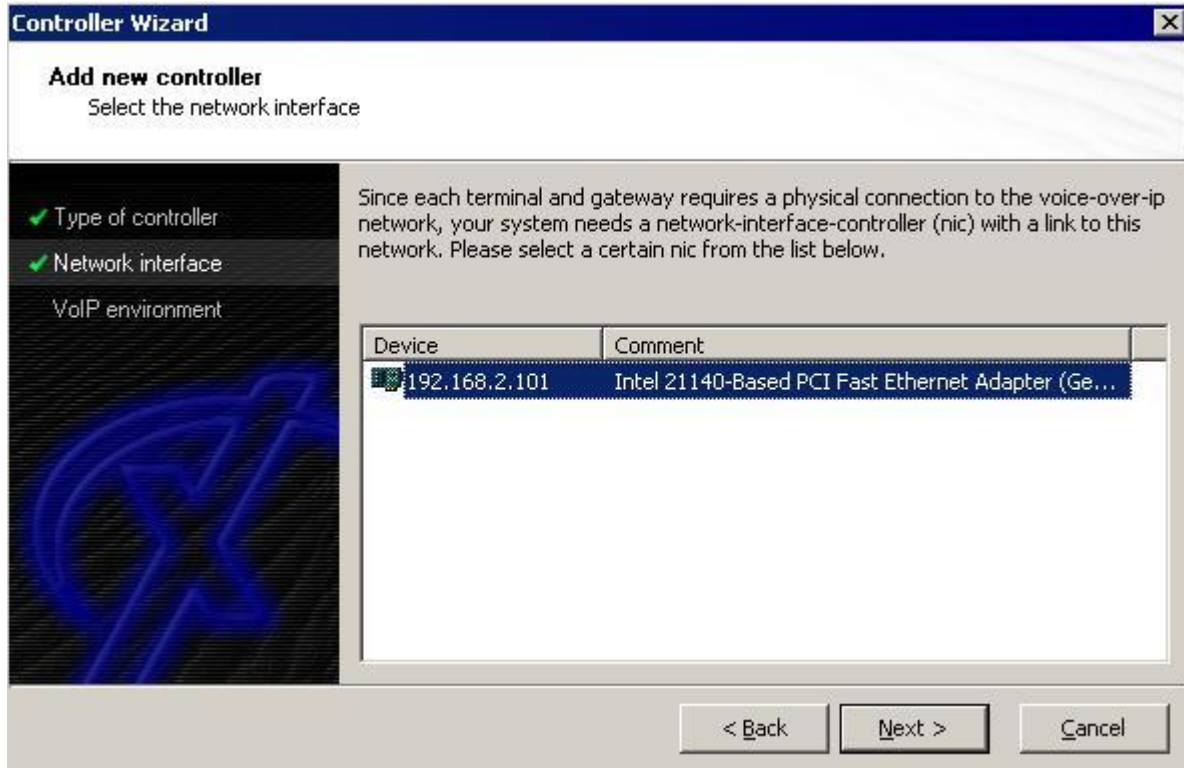 Controller Wizard
Add new controller
Select the network interface
Type of controller
Network interface
VoIP environment
Since each terminal and gateway requires a physical connection to the voice-over-ip
network, your system needs a network-interface-controller (nic) with a link to this
network. Please select a certain nic from the list below.
Device Comment
192.168.2.101 Intel 21140-Based PCI Fast Ethernet Adapter (Ge...
< Back Next > Cancel